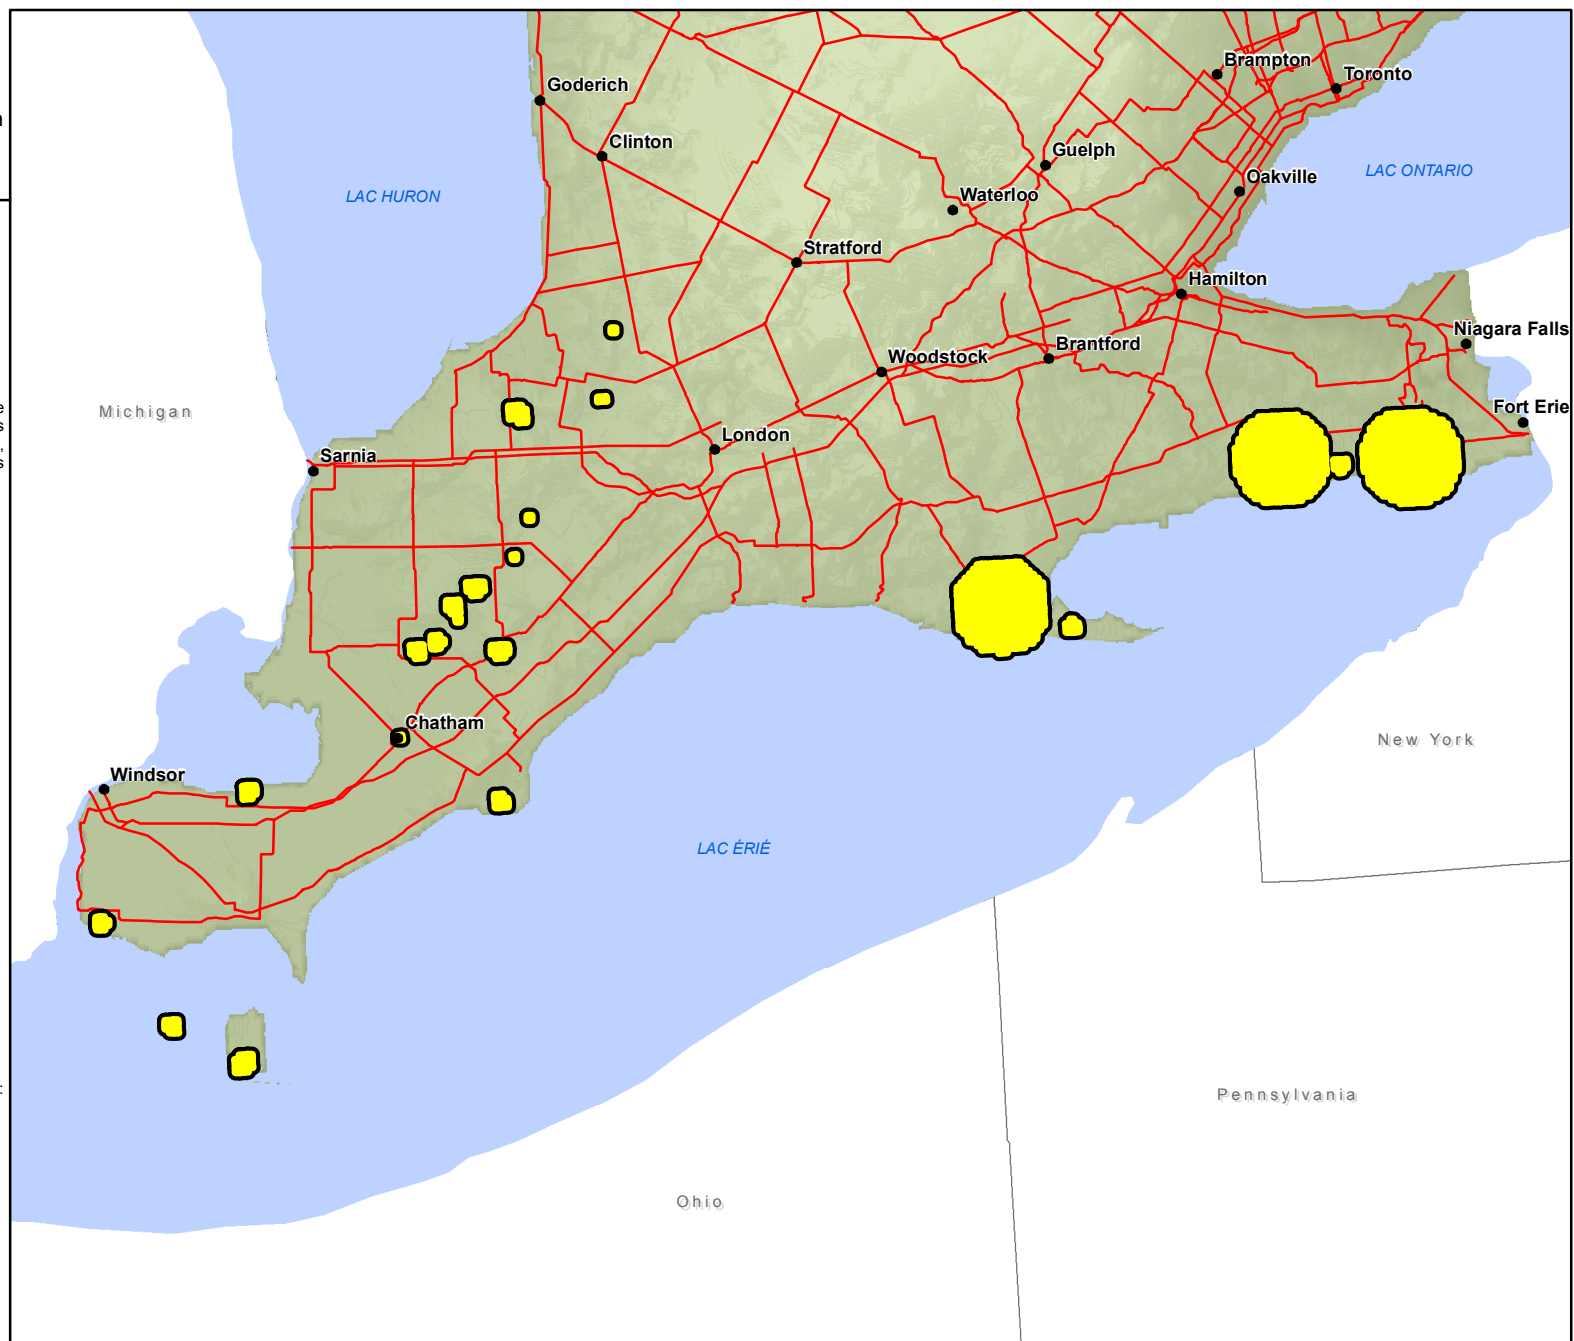 Brampton
Toronto
Goderich
Clinton
Guelph
LAC HURON
LAC ONTARIO
Oakville
Waterloo
Stratford
Hamilton
Niagara Falls
Brantford
Woodstock
Michigan
Fort Erie
London
Sarnia
Chatham
New York
Windsor
LAC ÉRIÉ
Pennsylvania
Ohio